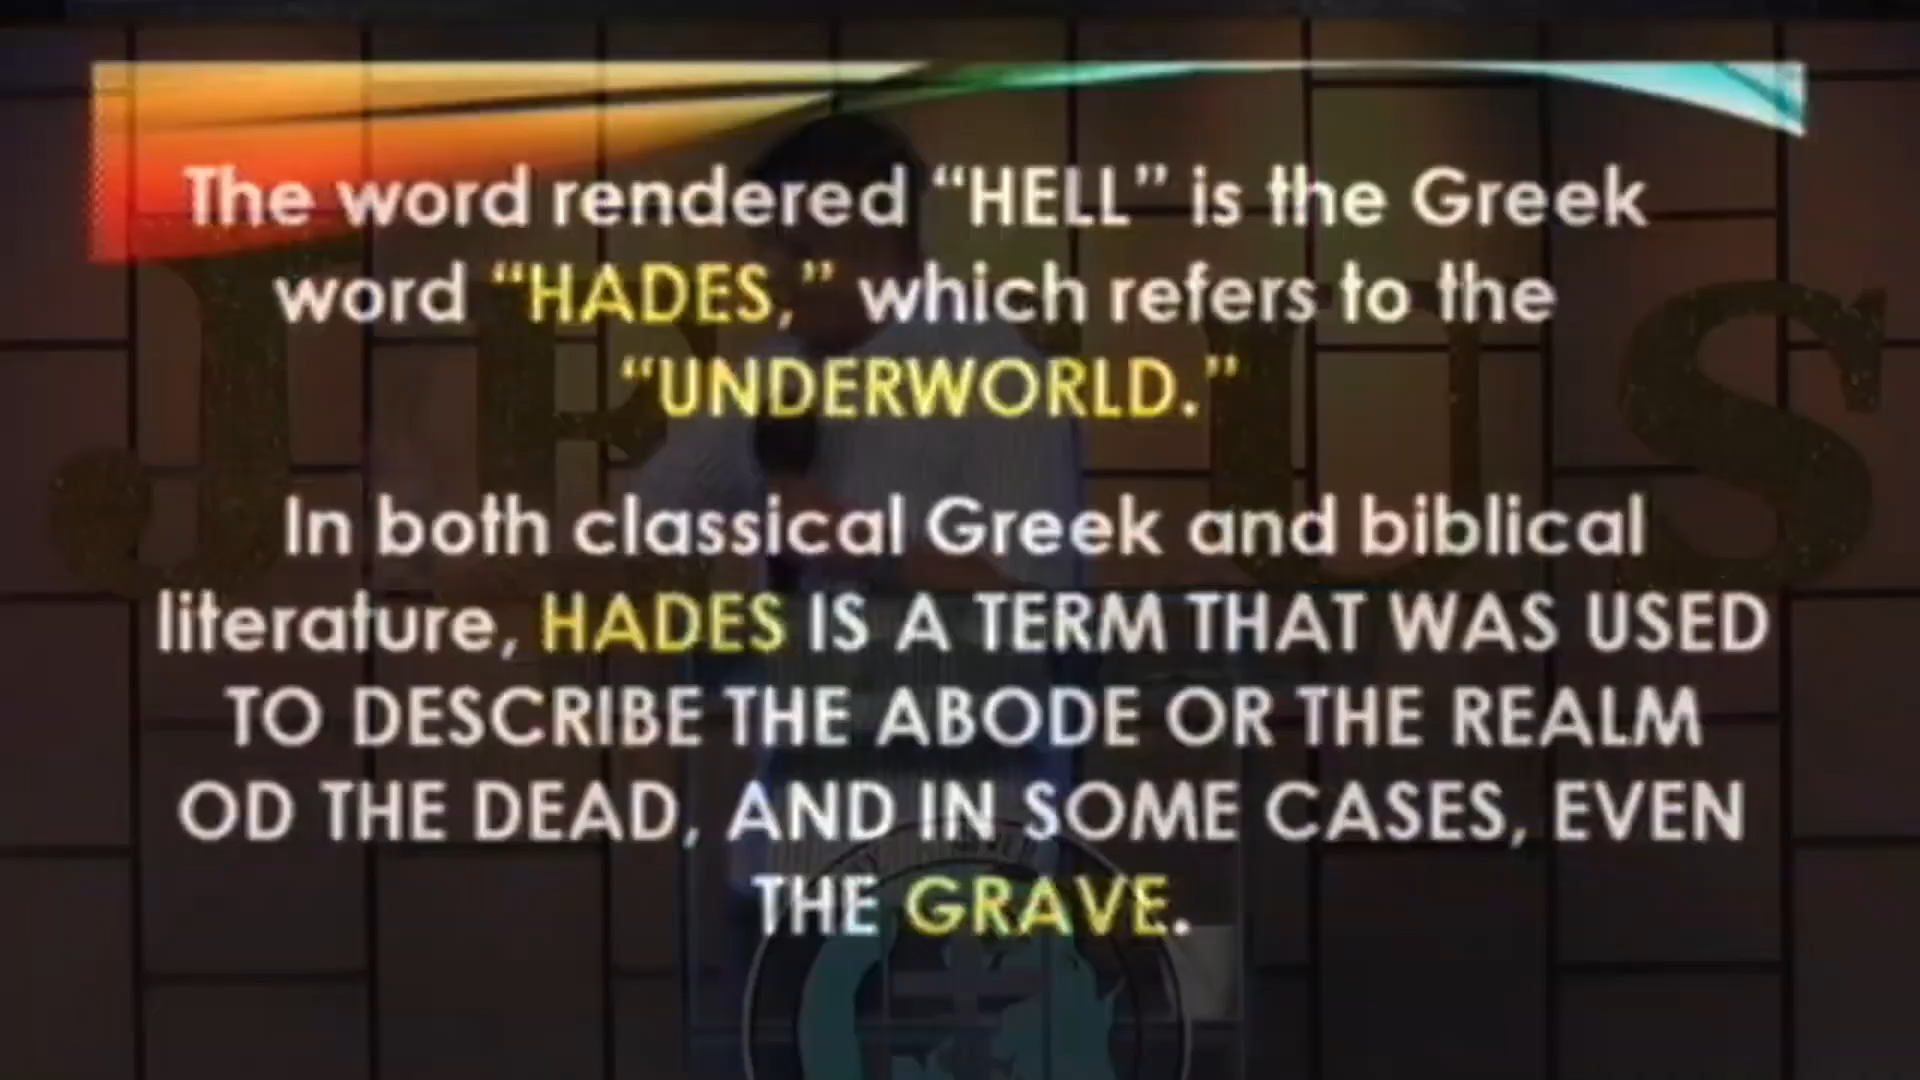 The word rendered “HELL” is the Greek
word “HADES,” which refers to the
“UNDERWORLD.”
In both classical Greek and biblical
literature, HADES IS A TERM THAT WAS USED
TO DESCRIBE THE ABODE OR THE REALM
OD THE DEAD, AND IN SOME CASES, EVEN
THE GRAVE.